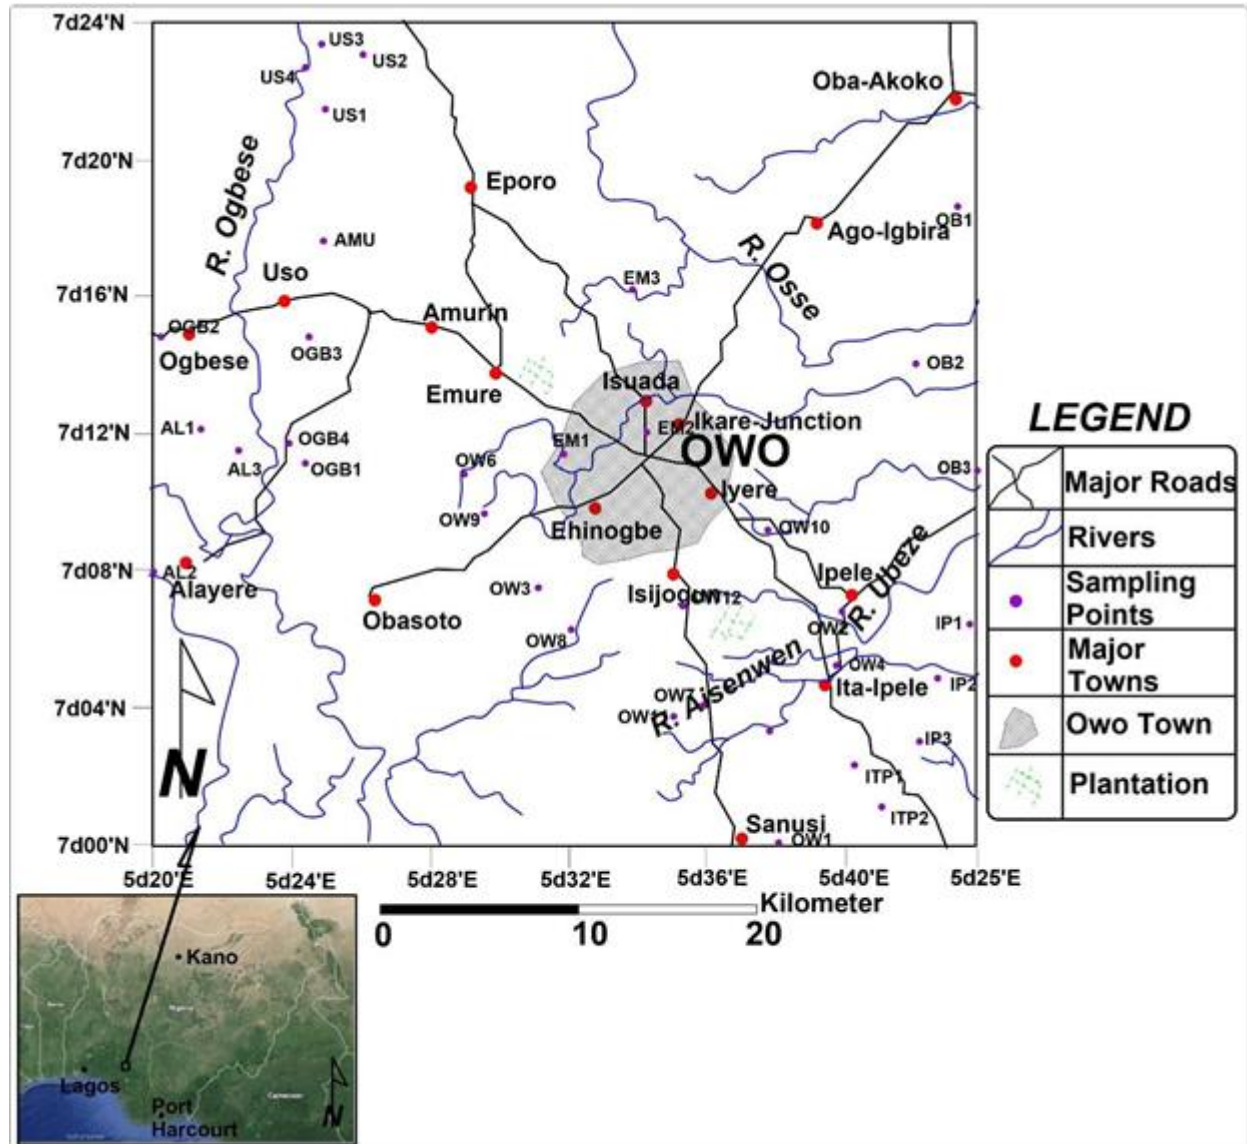 7d24'N
US3
US2
US4
US1
Oba-Akoko
7d20'N
R. Ogbese
Eporo
OB1
Ago-Igbira
AMU
R. Osse
Uso
EM3
7d16'N
Amurin
OGB2
Ogbese
OGB3
OB2
Isuada
Emure
LEGEND
7d12'N
AL1
OGB4
EM1
EM2
Ikare-Junction
OWO
AL3
OGB1
OW6
OB3
Major Roads
Iyere
OW9
Ehinogbe
OW10
Rivers
7d08'N
AL2
Alayere
OW3
Isijogun
OW12
Ipele
R. Ubeze
Sampling
Points
Obasoto
OW8
OW2
IP1
Major
Towns
OW4
R. Aisenwen
Ita-Ipele
IP2
7d04'N
OW7
Owo Town
IP3
N
ITP1
Plantation
ITP2
Sanusi
OW1
7d00'N
5d20'E
5d24'E
5d28'E
5d32'E
5d36'E
5d40'E
5d25'E
Kilometer
0
10
20
Kano
Lagos
Port
Harcourt
N